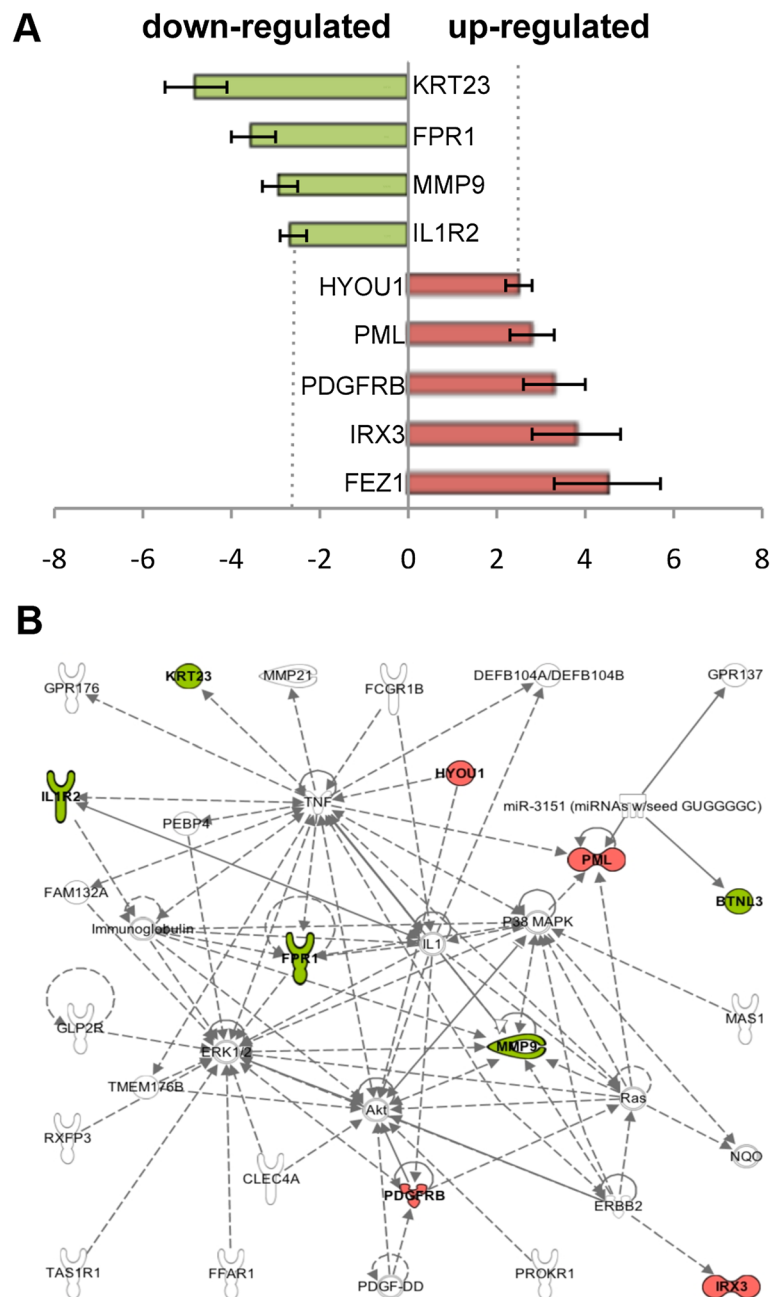 A
down-regulated up-regulated
KRT23
FPR1
MMP9
IL1R2
HYOU1
PML
PDGFRB
IRX3
FEZ1
-8 -6 -4 -2 0 2 4 6 8
B
GPR176 KRT23 MMP21 FCGR1B DEFB104A/DEFB104B GPR137
IL1R2 TNF HYOU1
miR-3151 (miRNAs w/seed GUGGGGC)
PEBP4
PML
FAM132A BTNL3
Immunoglobulin FPR1 IL1 P38 MAPK
GLP2R MAS1
ERK1/2 MMP9
TMEM176B Akt Ras
RXFP3 NQO
CLEC4A PDGFRB ERBB2
TAS1R1 FFAR1 PDGF-DD PROKR1 IRX3